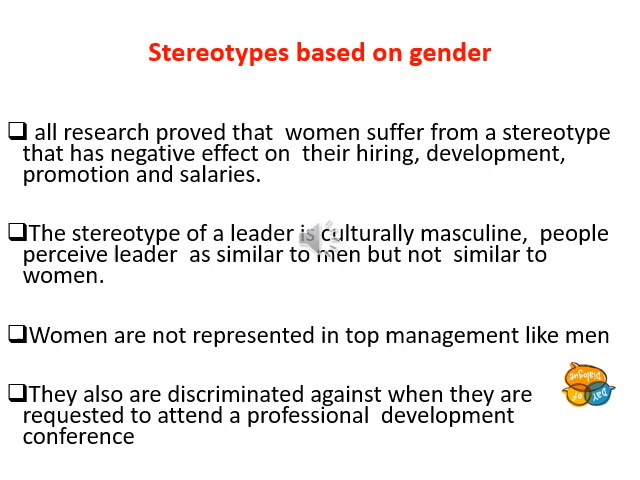 Stereotypes based on gender
all research proved that women suffer from a stereotype
that has negative effect on their hiring, development,
promotion and salaries.
The stereotype of a leader is culturally masculine, people
perceive leader as similar to men but not similar to
women.
Women are not represented in top management like men
They also are discriminated against when they are
requested to attend a professional development
conference
Dialogue
DAY OF